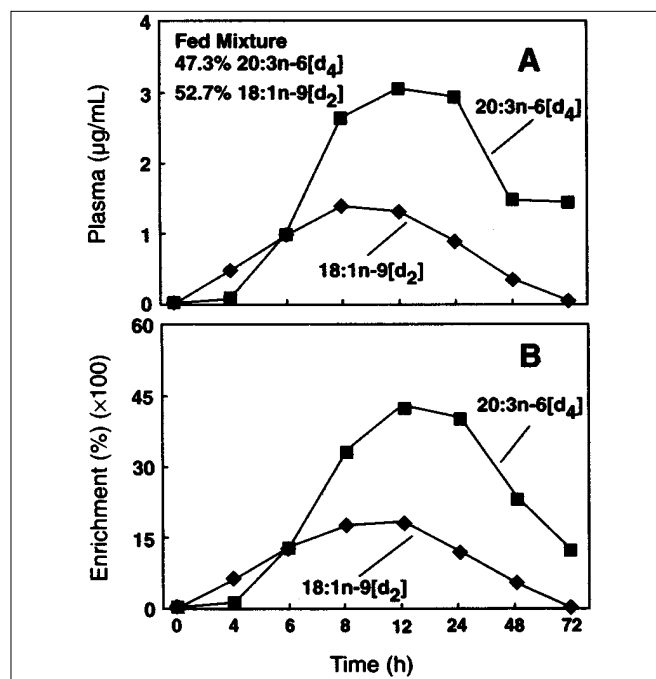 Fed Mixture
47.3% 20:3n-6[d4]
52.7% 18:1n-9[d2]
A
20:3n-6[d4]
18:1n-9[d2]
Plasma (µg/mL)
4
3
2
1
0
B
20:3n-6[d4]
18:1n-9[d2]
Enrichment (%) (×100)
60
45
30
15
0
0 4 6 8 12 24 48 72
Time (h)